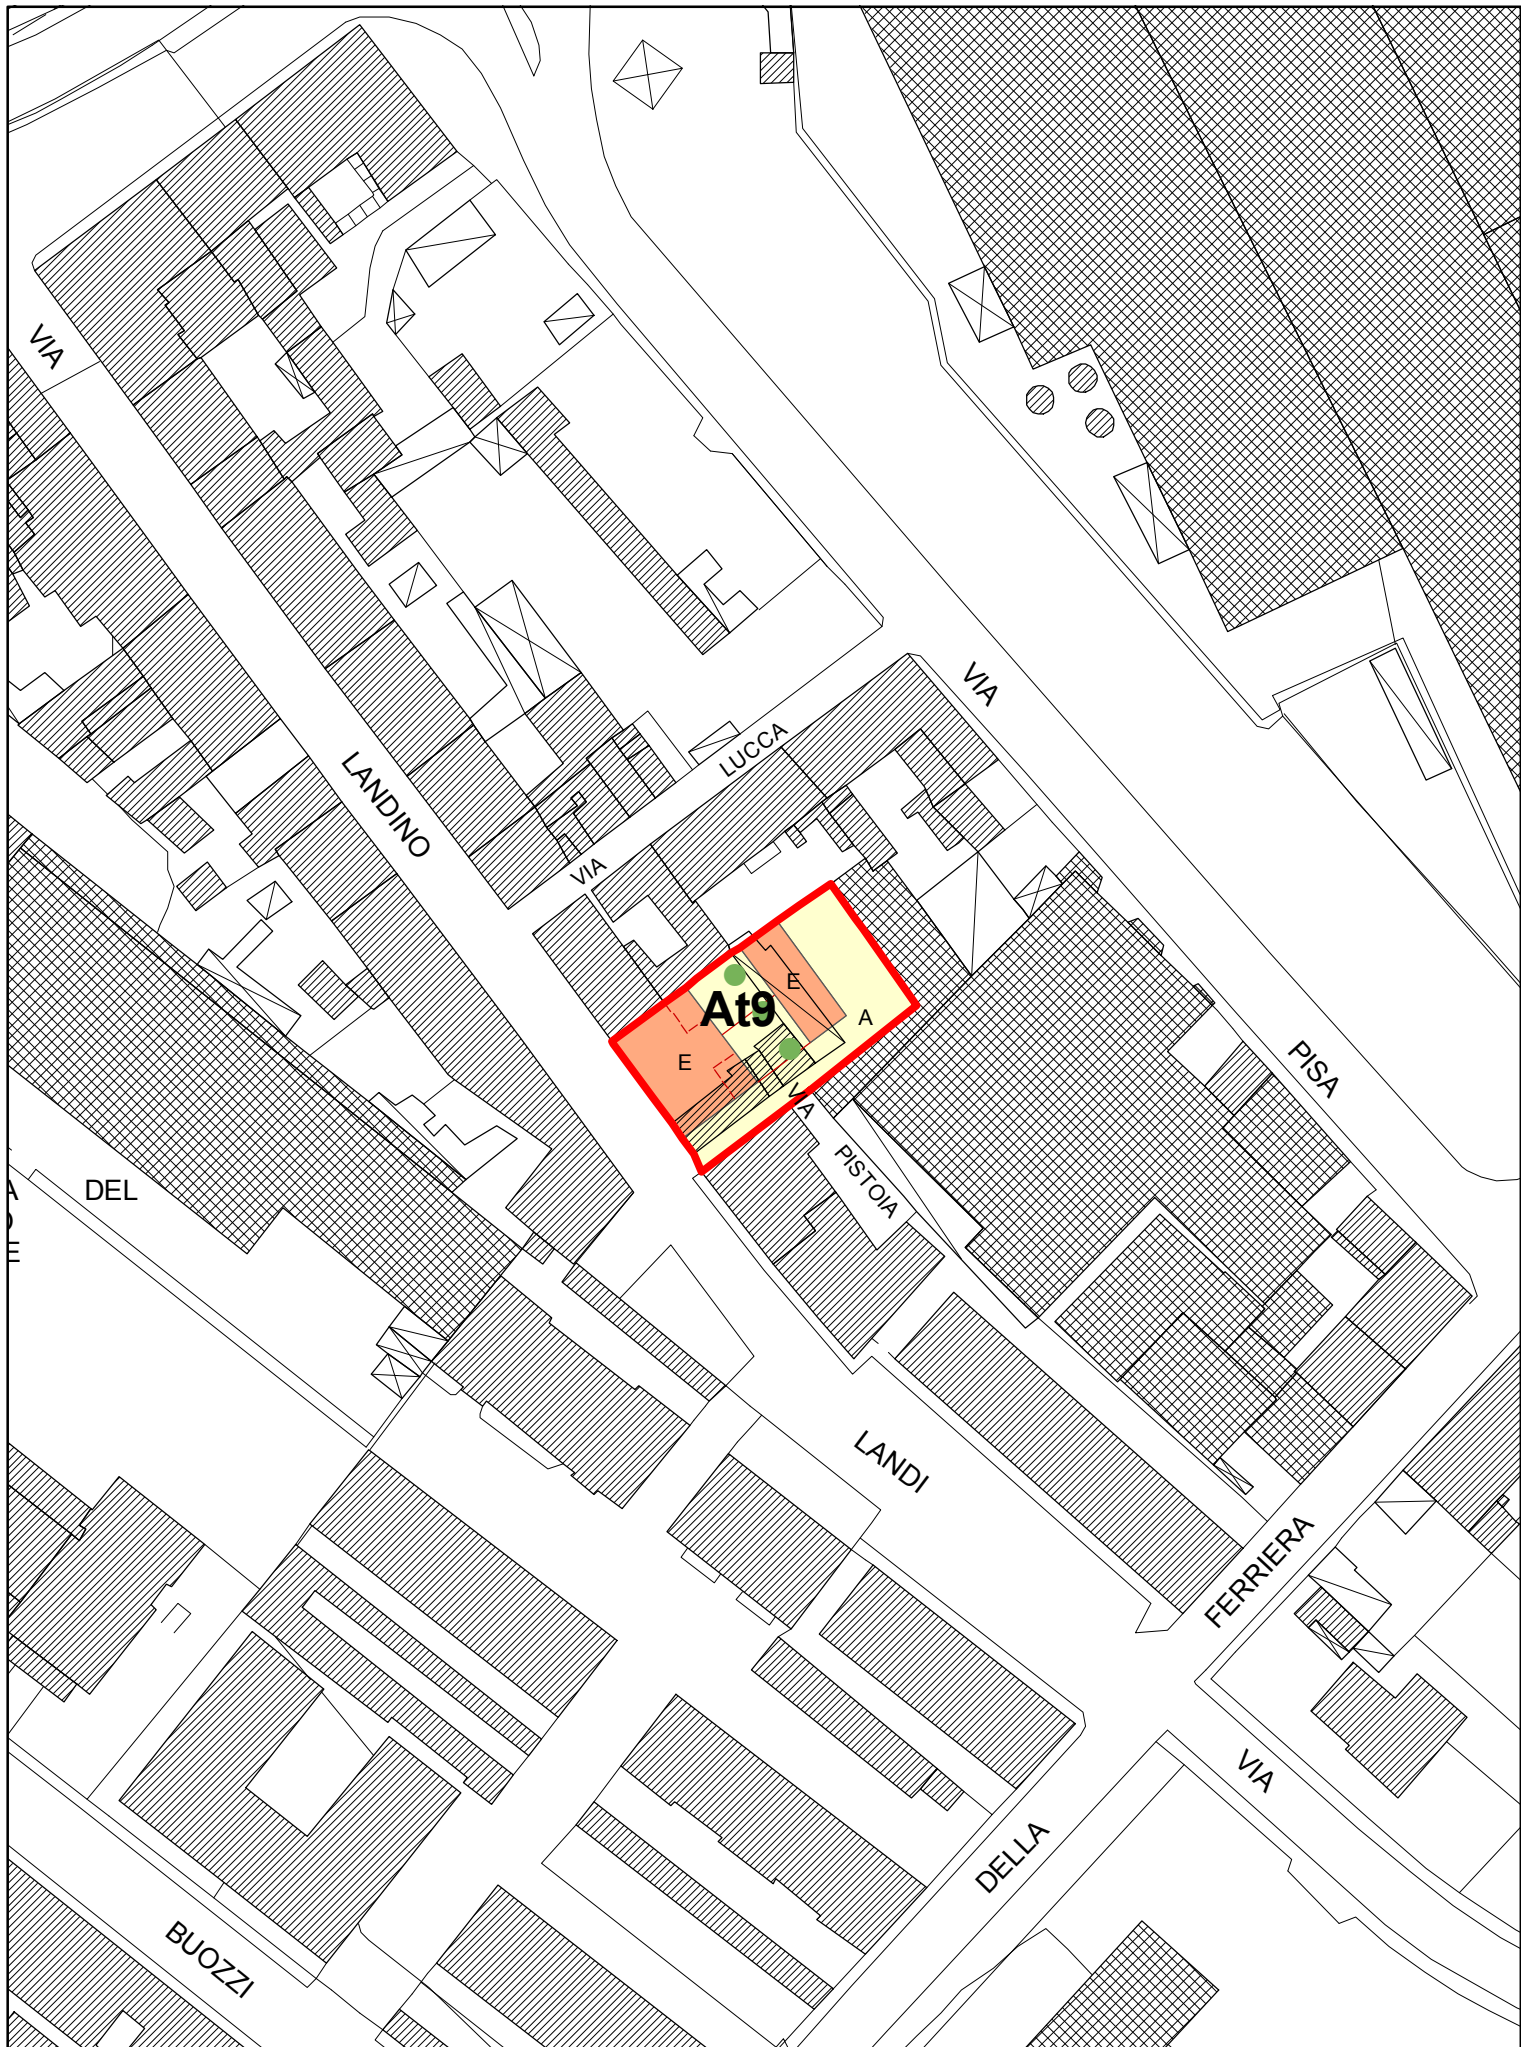 VIA
VIA
LUCCA
LANDINO
VIA
E
At9
A
E
PISA
VIA
PISTOIA
A
DEL
E
LANDI
FERRIERA
VIA
DELLA
BUOZZI